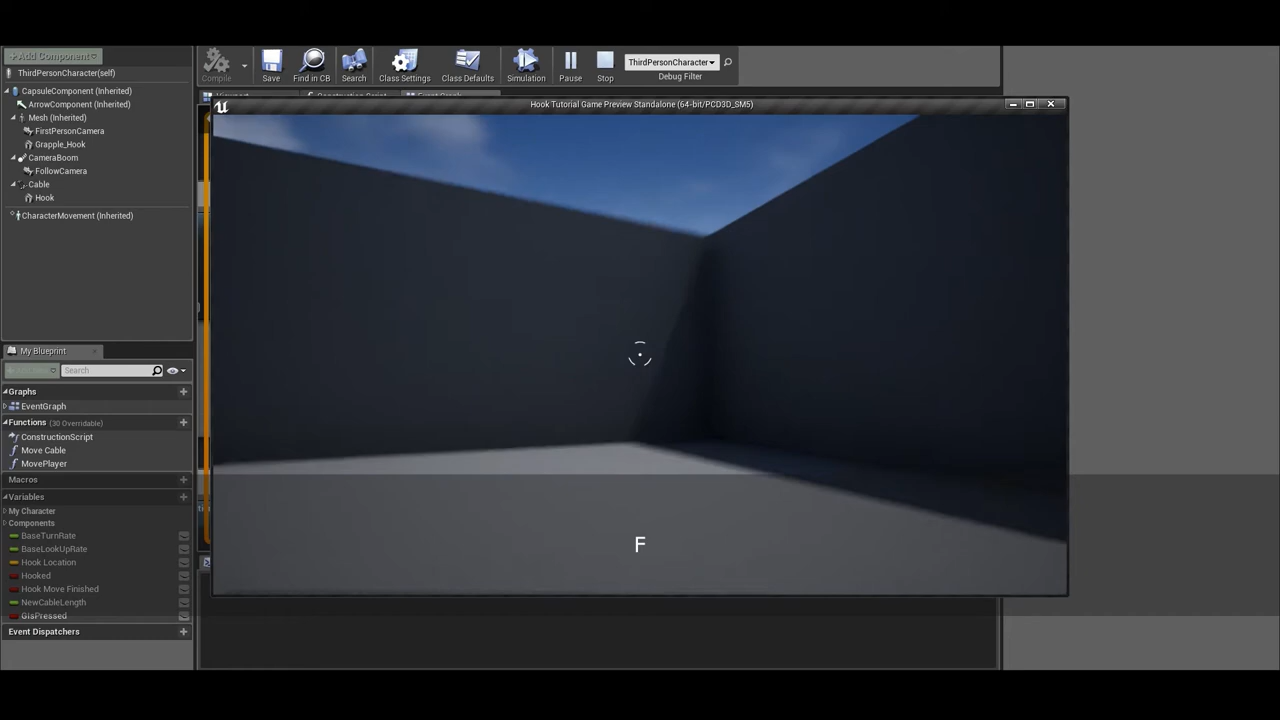 +Add Component
ThirdPersonCharacter(self)
CapsuleComponent (Inherited)
ArrowComponent (Inherited)
Mesh (Inherited)
FirstPersonCamera
Grapple_Hook
CameraBoom
FollowCamera
Cable
Hook
CharacterMovement (Inherited)
My Blueprint
Search
Graphs
EventGraph
Functions (30 Overridable)
ConstructionScript
Move Cable
MovePlayer
Macros
Variables
My Character
Components
BaseTurnRate
BaseLookUpRate
Hook Location
Hooked
Hook Move Finished
NewCableLength
GisPressed
Event Dispatchers
Compile
Save
Find in CB
Search
Class Settings
Class Defaults
Simulation
Pause
Stop
ThirdPersonCharacter
Debug Filter
Hook Tutorial Game Preview Standalone (64-bit/PCD3D_SM5)
F